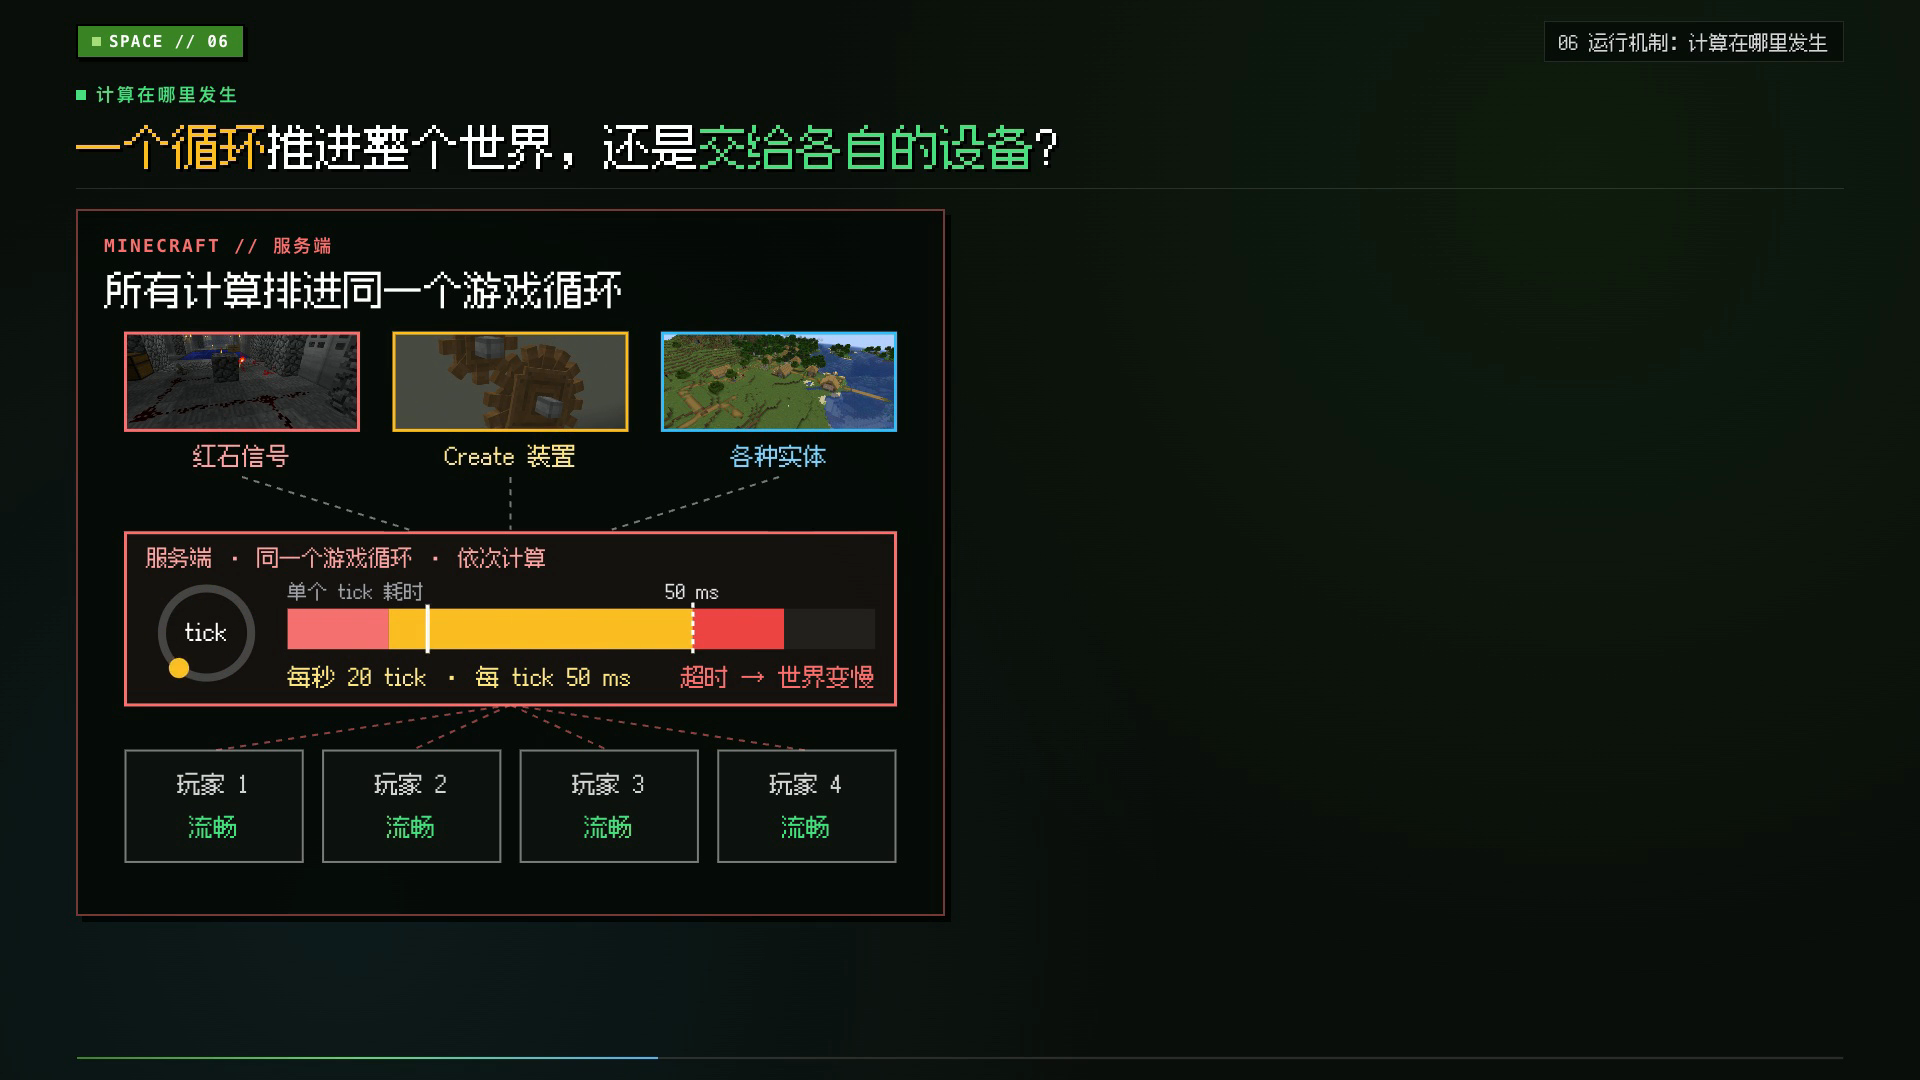 SPACE // 06
06 运行机制：计算在哪里发生
计算在哪里发生
一个循环推进整个世界，还是交给各自的设备?
MINECRAFT // 服务端
所有计算排进同一个游戏循环
红石信号
Create 装置
各种实体
服务端 · 同一个游戏循环 · 依次计算
单个 tick 耗时
50 ms
tick
每秒 20 tick · 每 tick 50 ms
超时 → 世界变慢
玩家 1
流畅
玩家 2
流畅
玩家 3
流畅
玩家 4
流畅